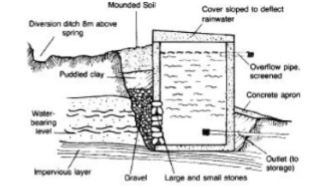 Mounded Soil
Cover sloped to deflect
rainwater
Diversion ditch 8m above
spring
Puddled clay
Overflow pipe,
screened
Concrete apron
Water-
bearing
level
Impervious layer
Gravel
Large and small stones
Outlet (to
storage)